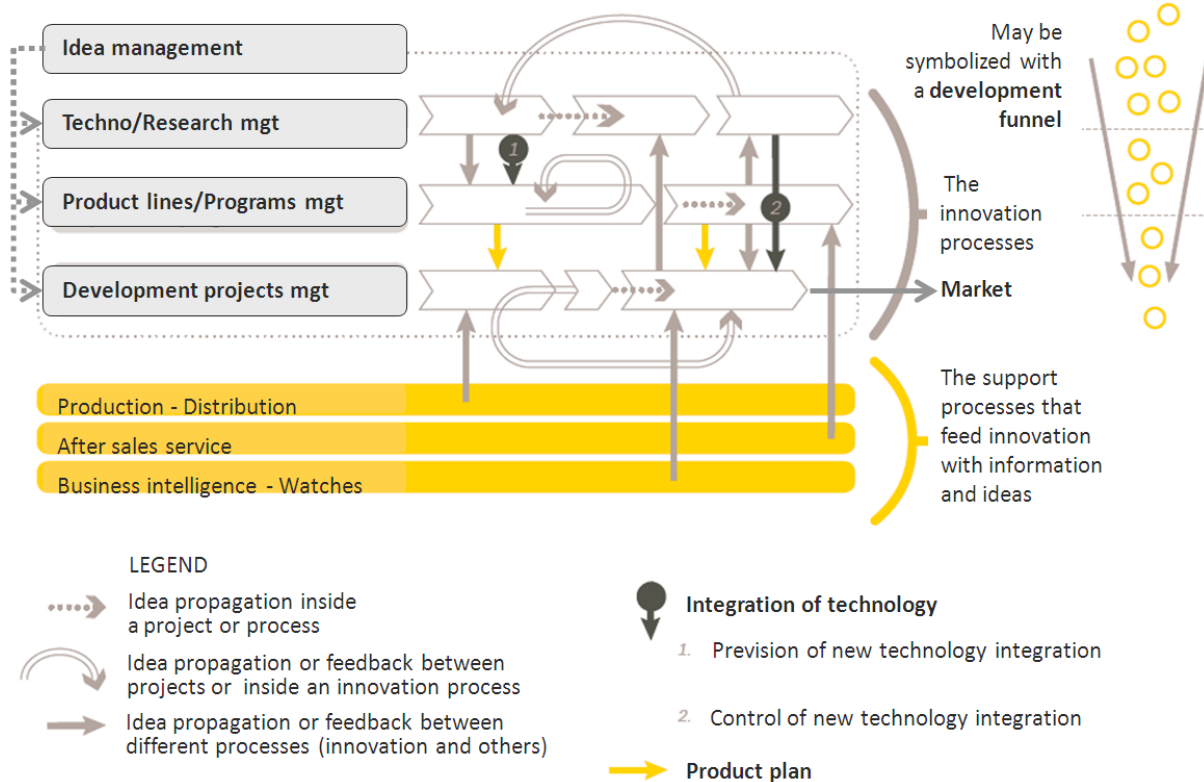 Idea management
Techno/Research mgt
Product lines/Programs mgt
Development projects mgt
1
2
May be
symbolized with
a development
funnel
The
innovation
processes
Market
Production - Distribution
After sales service
Business intelligence - Watches
The support
processes that
feed innovation
with information
and ideas
LEGEND
Idea propagation inside
a project or process
Idea propagation or feedback between
projects or inside an innovation process
Idea propagation or feedback between
different processes (innovation and others)
Integration of technology
1. Prevision of new technology integration
2. Control of new technology integration
Product plan